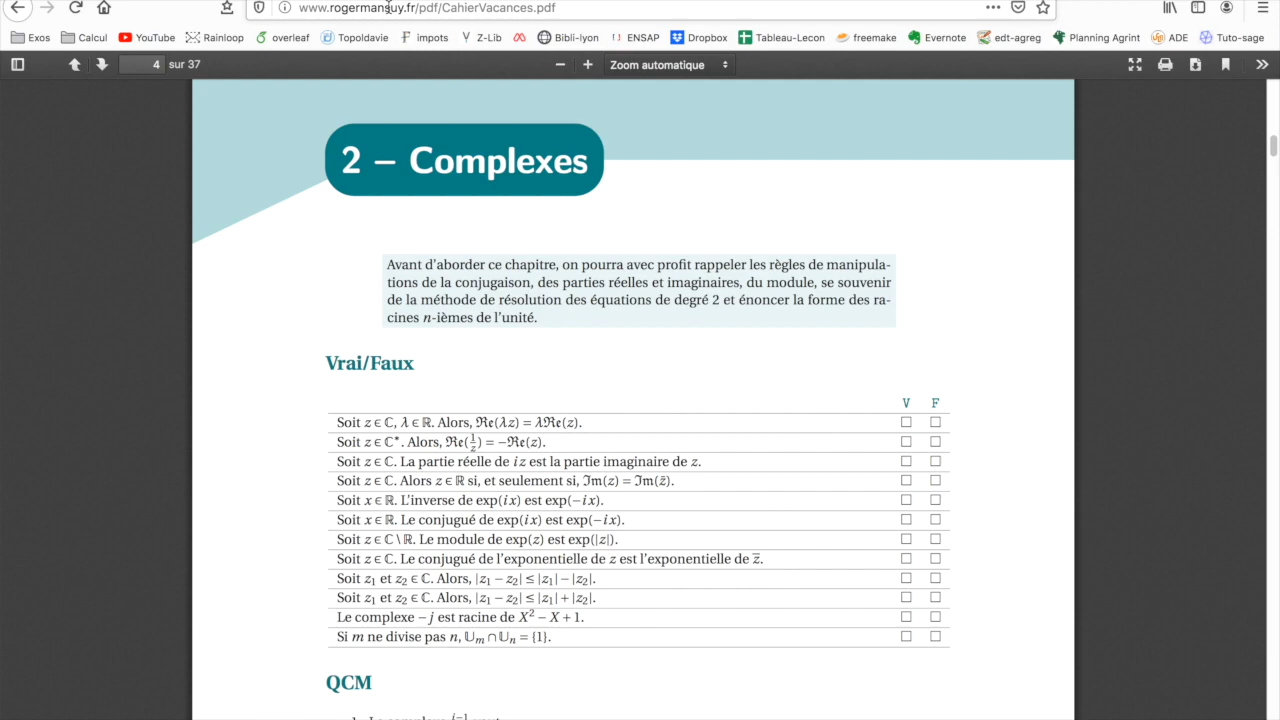 www.rogermansuy.fr/pdf/CahierVacances.pdf
Exos Calcul YouTube Rainloop overleaf Topoldavie impots Z-Lib Bibli-lyon ENSAP Dropbox Tableau-Lecon freemake Evernote edt-agreg Planning Agrint ADE Tuto-sage
4 sur 37 Zoom automatique
2 – Complexes
Avant d'aborder ce chapitre, on pourra avec profit rappeler les règles de manipula-
tions de la conjugaison, des parties réelles et imaginaires, du module, se souvenir
de la méthode de résolution des équations de degré 2 et énoncer la forme des ra-
cines n-ièmes de l'unité.
Vrai/Faux
V F
Soit z ∈ ℂ, λ ∈ ℝ. Alors, ℜe(λz) = λℜe(z).
Soit z ∈ ℂ*. Alors, ℜe(1/z) = −ℜe(z).
Soit z ∈ ℂ. La partie réelle de iz est la partie imaginaire de z.
Soit z ∈ ℂ. Alors z ∈ ℝ si, et seulement si, ℑm(z) = ℑm(z̄).
Soit x ∈ ℝ. L'inverse de exp(ix) est exp(−ix).
Soit x ∈ ℝ. Le conjugué de exp(ix) est exp(−ix).
Soit z ∈ ℂ \ ℝ. Le module de exp(z) est exp(|z|).
Soit z ∈ ℂ. Le conjugué de l'exponentielle de z est l'exponentielle de z̄.
Soit z₁ et z₂ ∈ ℂ. Alors, |z₁ − z₂| ≤ |z₁| − |z₂|.
Soit z₁ et z₂ ∈ ℂ. Alors, |z₁ − z₂| ≤ |z₁| + |z₂|.
Le complexe −j est racine de X² − X + 1.
Si m ne divise pas n, 𝕌ₘ ∩ 𝕌ₙ = {1}.
QCM